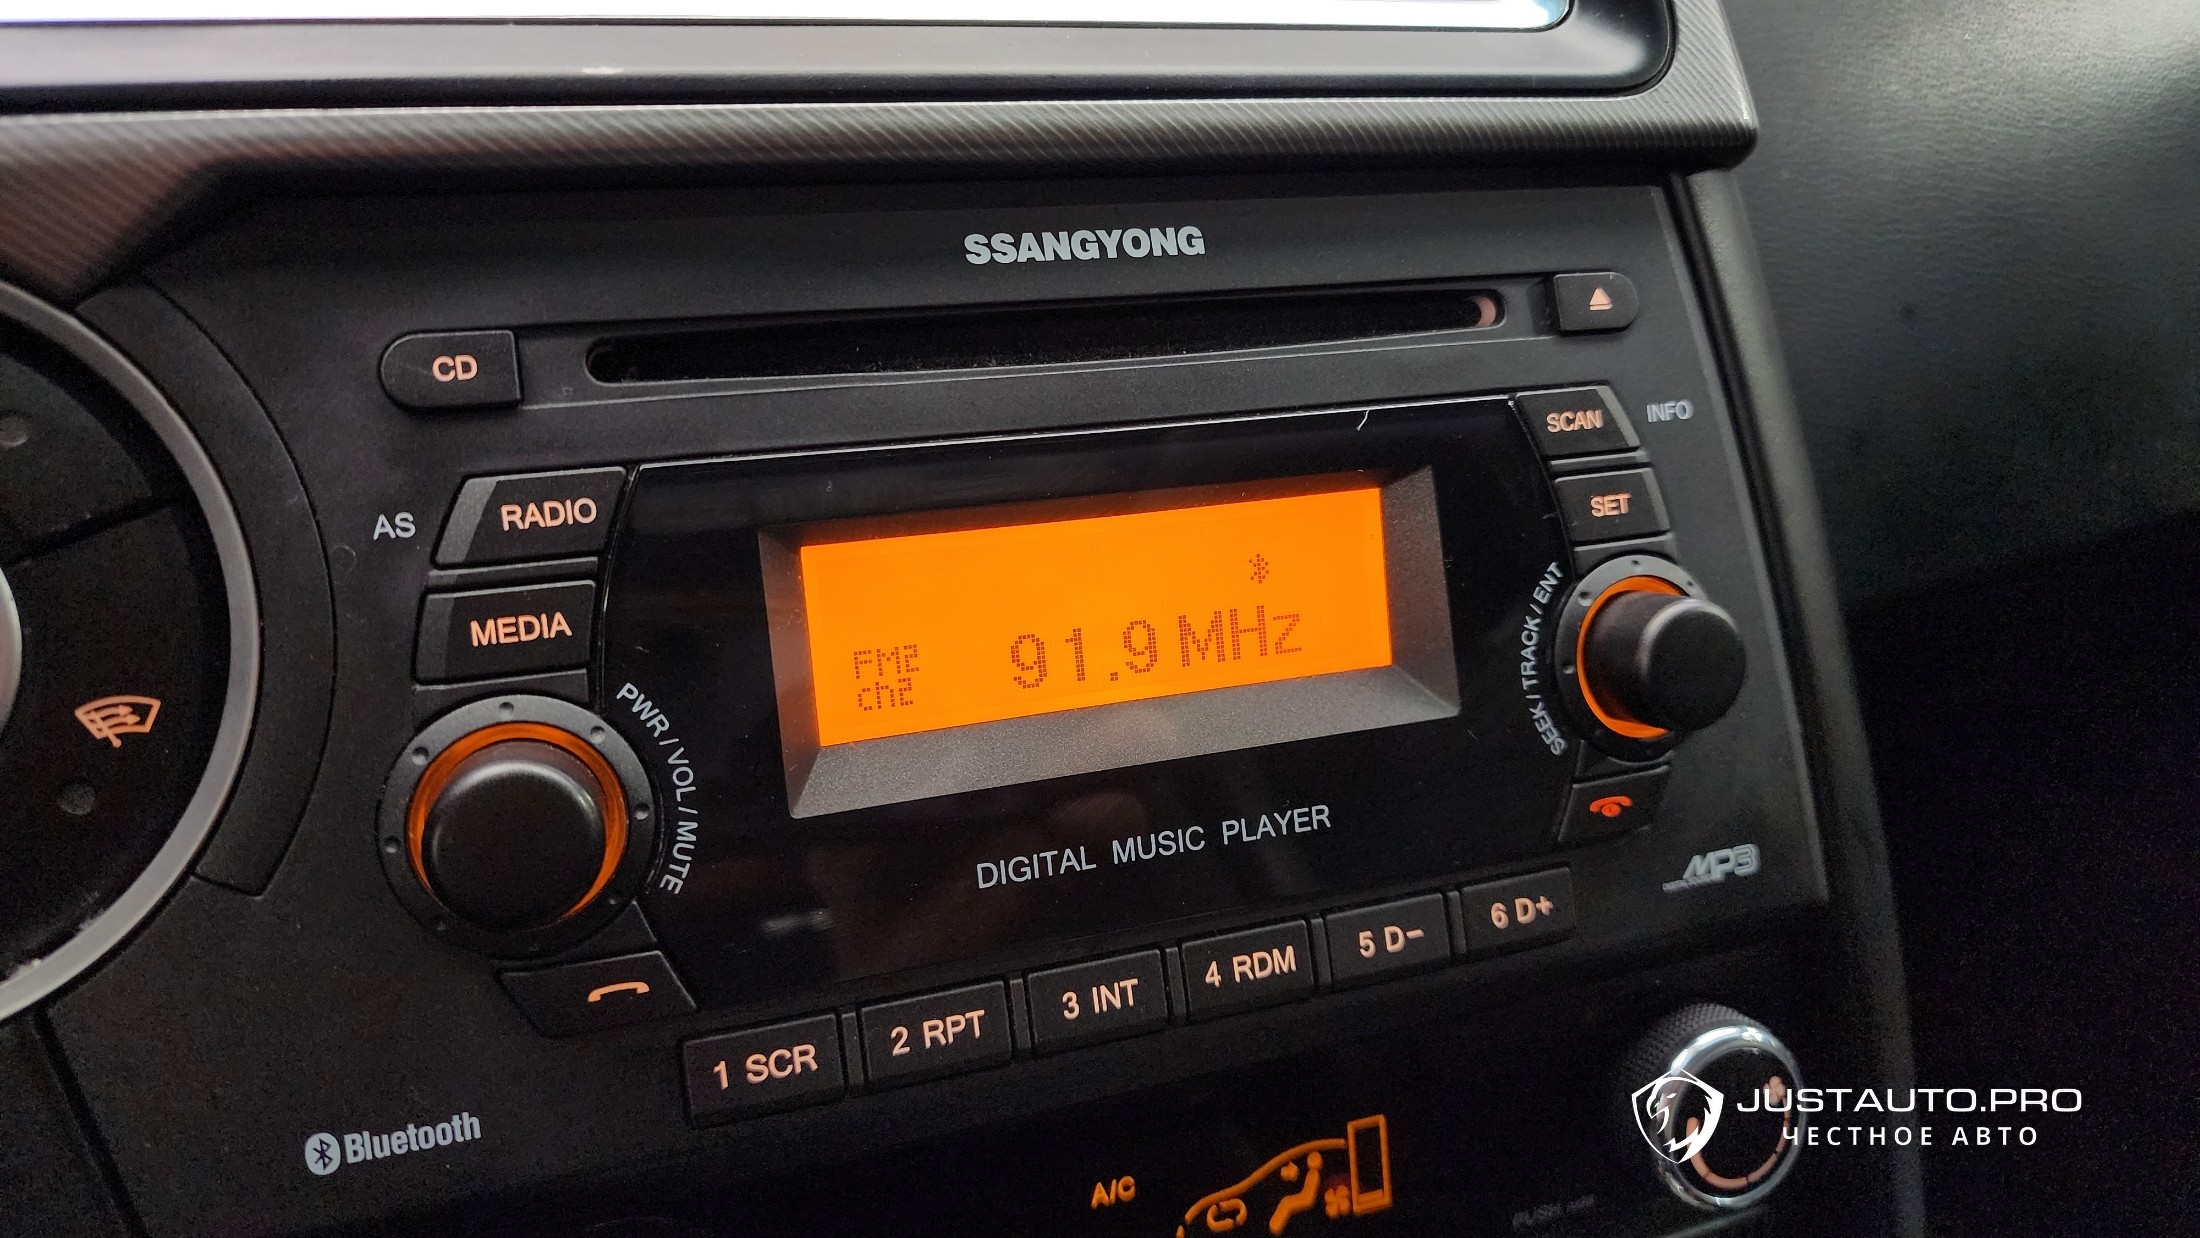 SSANGYONG
CD
SCAN INFO
SET
AS RADIO
MEDIA
FM2
ch2
91.9 MHz
PWR / VOL / MUTE
SEEK / TRACK / ENT
DIGITAL MUSIC PLAYER
MP3
1 SCR 2 RPT 3 INT 4 RDM 5 D- 6 D+
Bluetooth
A/C
PUSH
JUSTAUTO.PRO
ЧЕСТНОЕ АВТО